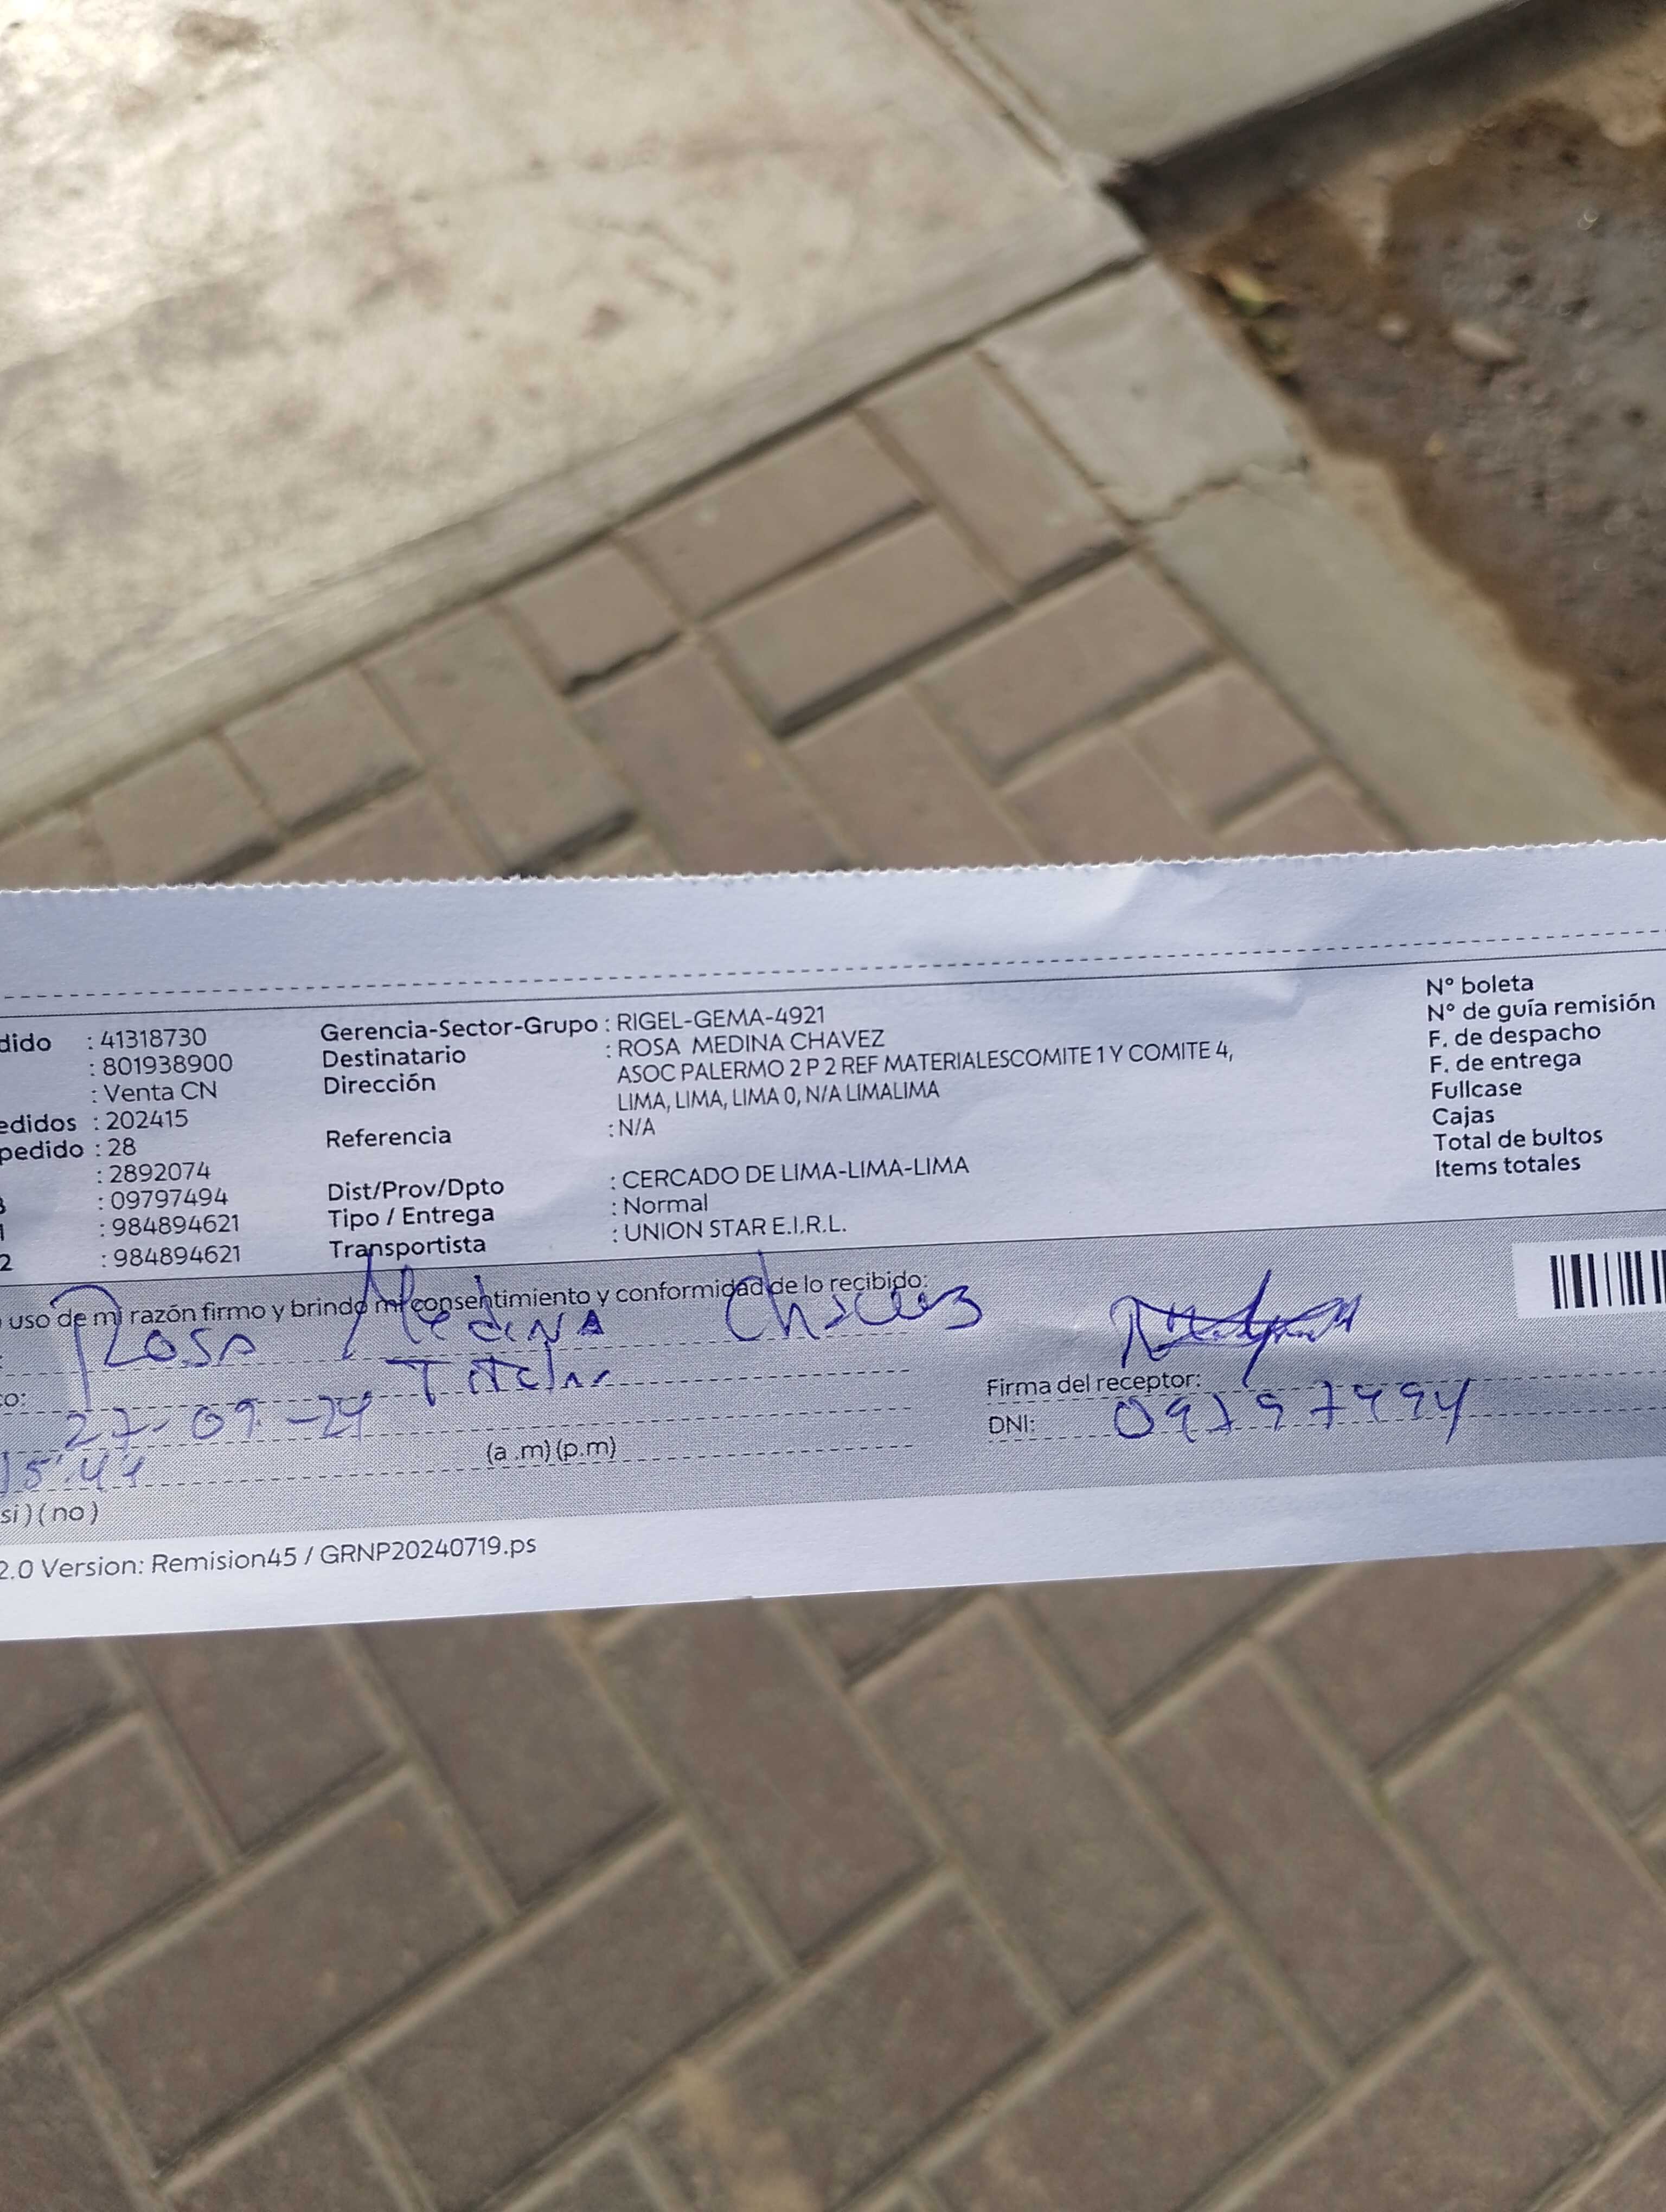 dido : 41318730 Gerencia-Sector-Grupo : RIGEL-GEMA-4921 N° boleta
: 801938900 Destinatario : ROSA MEDINA CHAVEZ N° de guía remisión
: Venta CN Dirección ASOC PALERMO 2 P 2 REF MATERIALESCOMITE 1 Y COMITE 4, F. de despacho
edidos : 202415 LIMA, LIMA, LIMA 0, N/A LIMALIMA F. de entrega
pedido : 28 Referencia : N/A Fullcase
: 2892074 Cajas
: 09797494 Dist/Prov/Dpto : CERCADO DE LIMA-LIMA-LIMA Total de bultos
1 : 984894621 Tipo / Entrega : Normal Items totales
2 : 984894621 Transportista : UNION STAR E.I.R.L.
uso de mi razón firmo y brindo mi consentimiento y conformidad de lo recibido:
Rosa Medina Chavez
co: Titular Firma del receptor:
27-09-24 DNI: 09797494
15:44 (a .m) (p.m)
si ) ( no )
2.0 Version: Remision45 / GRNP20240719.ps